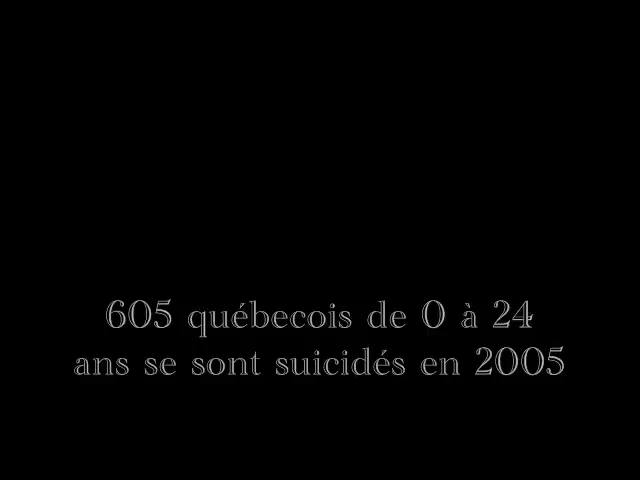 605 québecois de 0 à 24
ans se sont suicidés en 2005